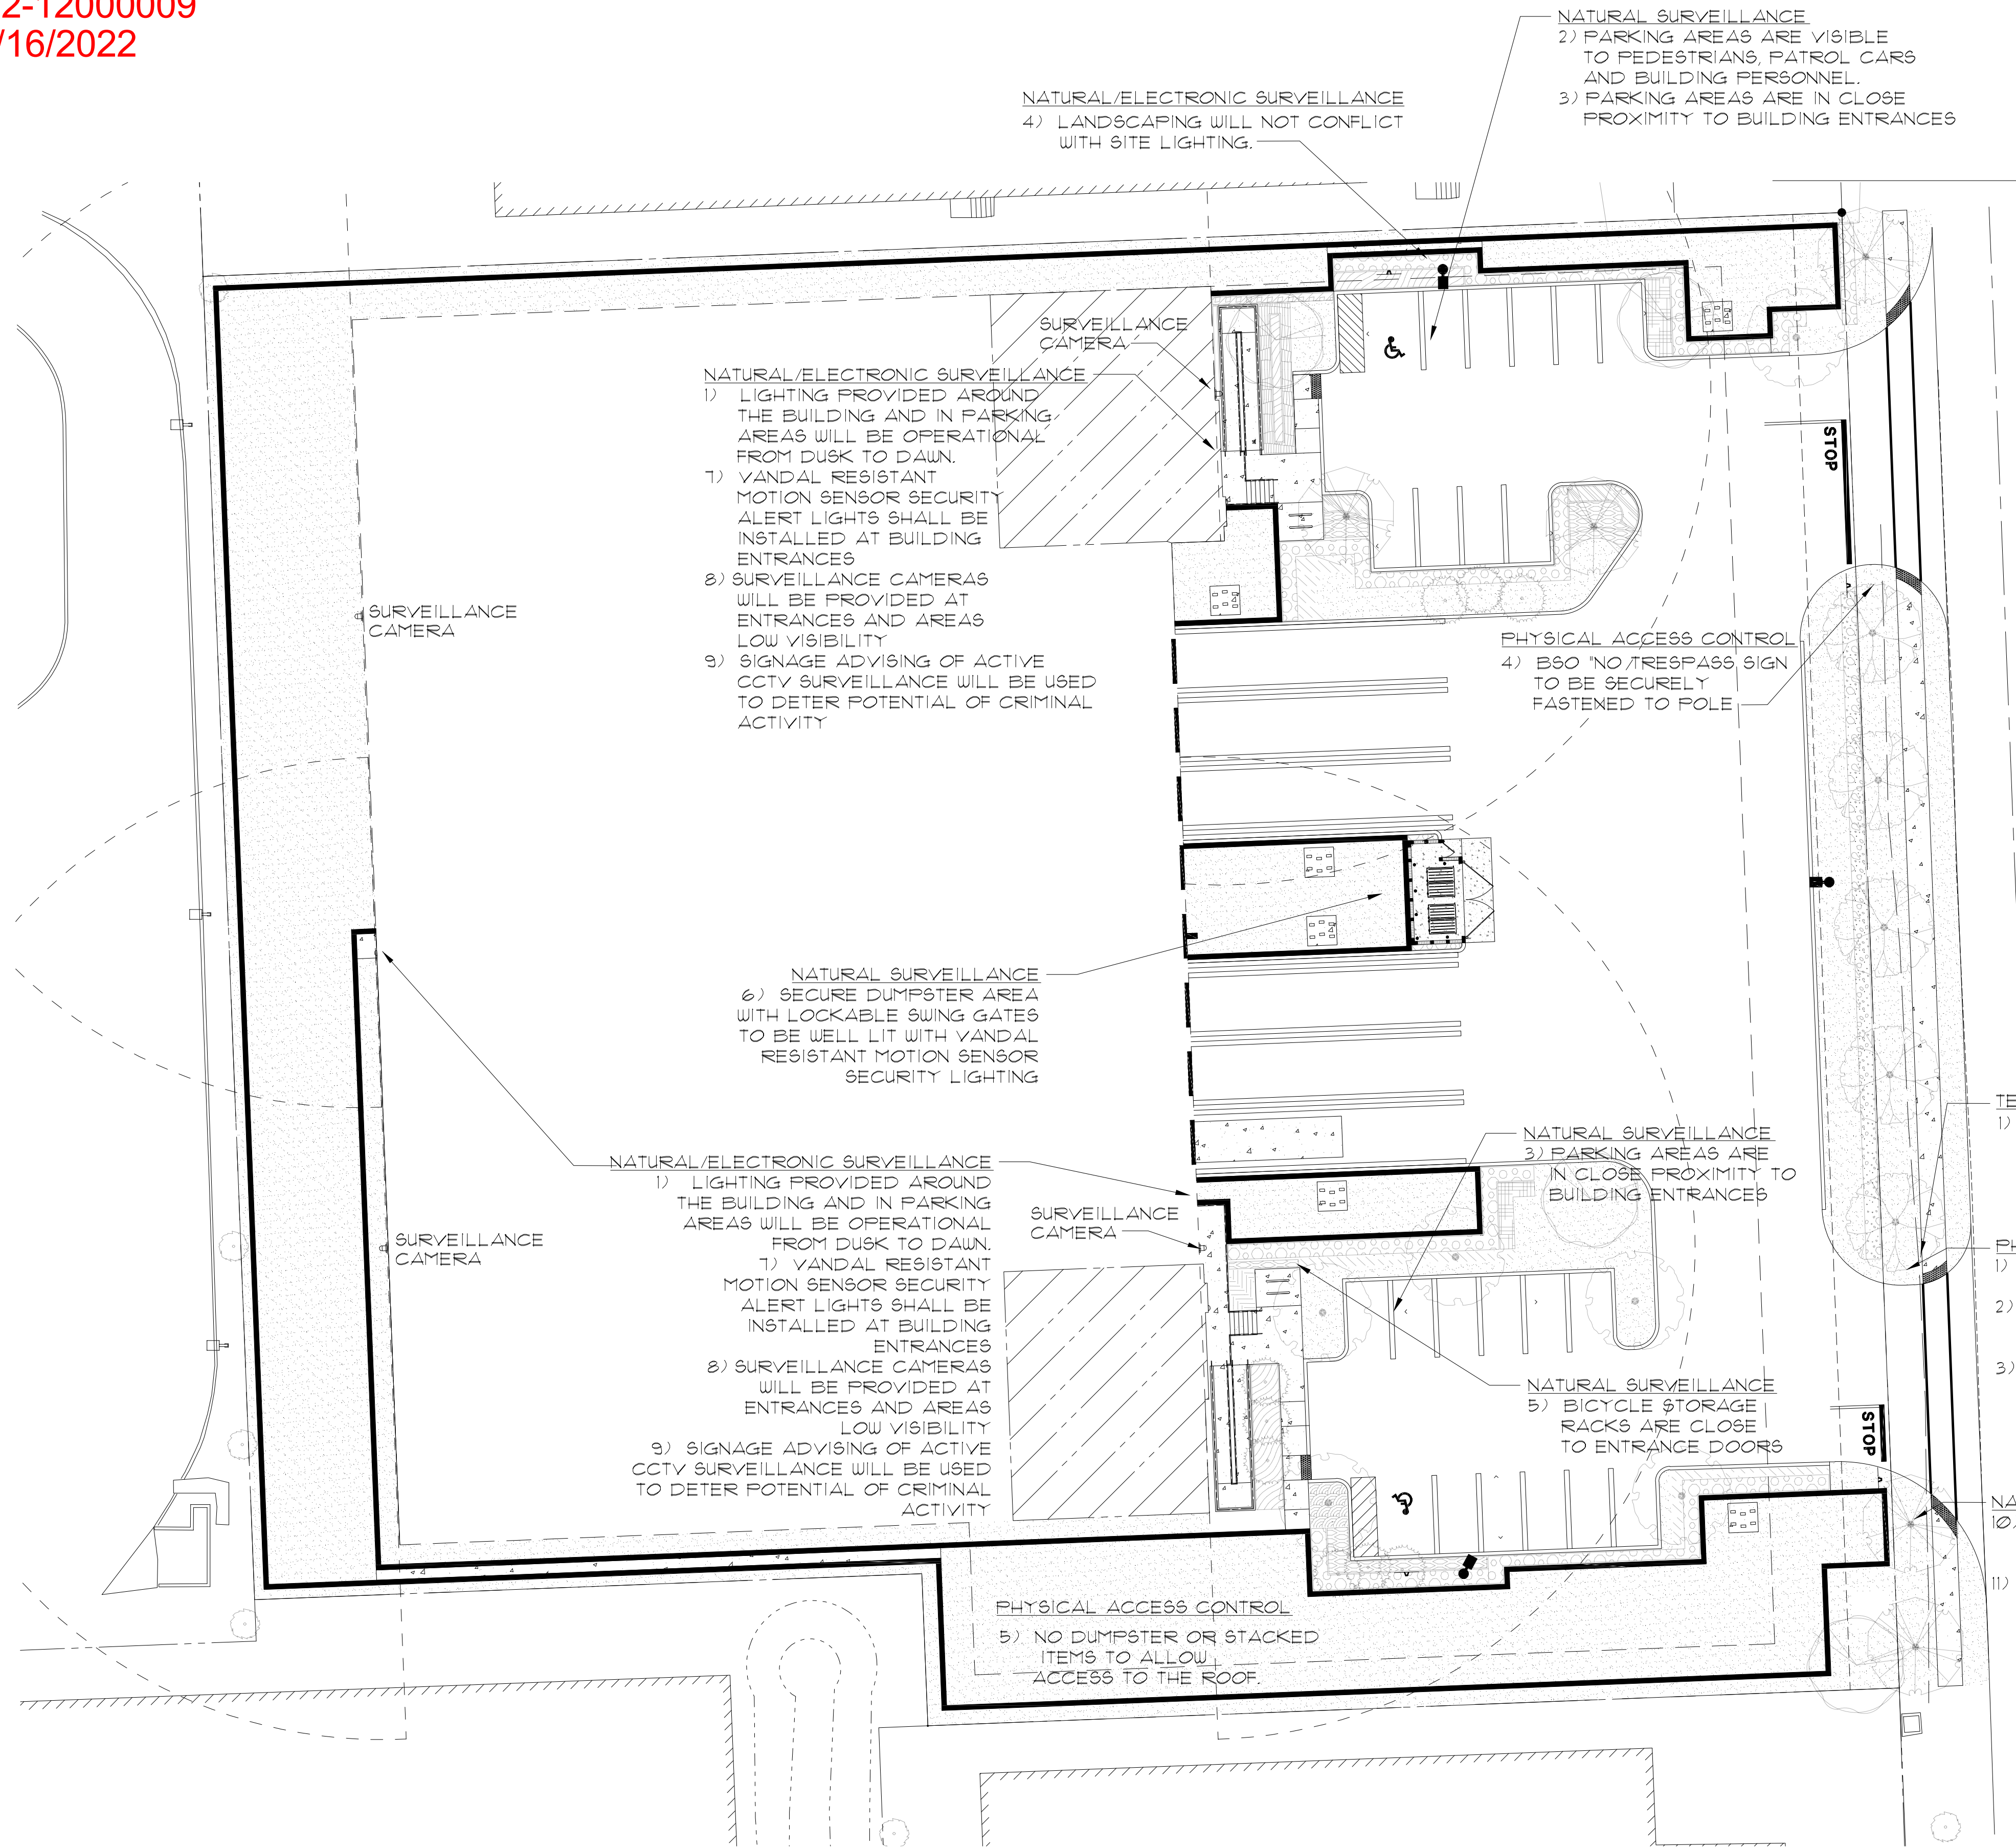 2-12000009
/16/2022
NATURAL SURVEILLANCE
2) PARKING AREAS ARE VISIBLE
TO PEDESTRIANS, PATROL CARS
AND BUILDING PERSONNEL.
3) PARKING AREAS ARE IN CLOSE
PROXIMITY TO BUILDING ENTRANCES
NATURAL/ELECTRONIC SURVEILLANCE
4) LANDSCAPING WILL NOT CONFLICT
WITH SITE LIGHTING.
SURVEILLANCE
CAMERA
NATURAL/ELECTRONIC SURVEILLANCE
1) LIGHTING PROVIDED AROUND
THE BUILDING AND IN PARKING
AREAS WILL BE OPERATIONAL
FROM DUSK TO DAWN.
7) VANDAL RESISTANT
MOTION SENSOR SECURITY
ALERT LIGHTS SHALL BE
INSTALLED AT BUILDING
ENTRANCES
8) SURVEILLANCE CAMERAS
WILL BE PROVIDED AT
ENTRANCES AND AREAS
LOW VISIBILITY
9) SIGNAGE ADVISING OF ACTIVE
CCTV SURVEILLANCE WILL BE USED
TO DETER POTENTIAL OF CRIMINAL
ACTIVITY
STOP
SURVEILLANCE
CAMERA
PHYSICAL ACCESS CONTROL
4) BSO "NO /TRESPASS SIGN
TO BE SECURELY
FASTENED TO POLE
NATURAL SURVEILLANCE
6) SECURE DUMPSTER AREA
WITH LOCKABLE SWING GATES
TO BE WELL LIT WITH VANDAL
RESISTANT MOTION SENSOR
SECURITY LIGHTING
TE
1)
NATURAL SURVEILLANCE
3) PARKING AREAS ARE
IN CLOSE PROXIMITY TO
BUILDING ENTRANCES
NATURAL/ELECTRONIC SURVEILLANCE
1) LIGHTING PROVIDED AROUND
THE BUILDING AND IN PARKING
AREAS WILL BE OPERATIONAL
FROM DUSK TO DAWN.
7) VANDAL RESISTANT
MOTION SENSOR SECURITY
ALERT LIGHTS SHALL BE
INSTALLED AT BUILDING
ENTRANCES
8) SURVEILLANCE CAMERAS
WILL BE PROVIDED AT
ENTRANCES AND AREAS
LOW VISIBILITY
9) SIGNAGE ADVISING OF ACTIVE
CCTV SURVEILLANCE WILL BE USED
TO DETER POTENTIAL OF CRIMINAL
ACTIVITY
SURVEILLANCE
CAMERA
SURVEILLANCE
CAMERA
PH
1)
2)
3)
NATURAL SURVEILLANCE
5) BICYCLE STORAGE
RACKS ARE CLOSE
TO ENTRANCE DOORS
STOP
NA
10)
11)
PHYSICAL ACCESS CONTROL
5) NO DUMPSTER OR STACKED
ITEMS TO ALLOW
ACCESS TO THE ROOF.